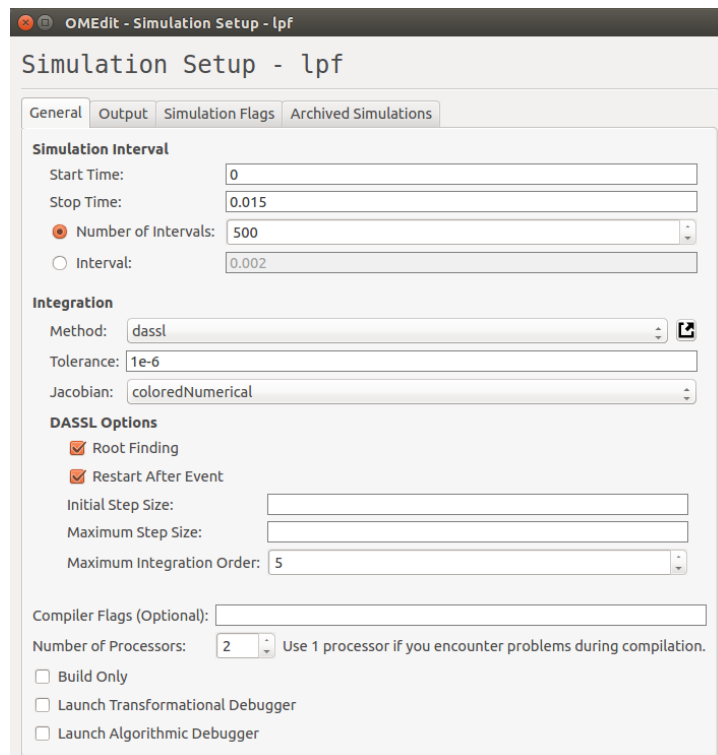 OMEdit - Simulation Setup - lpf
Simulation Setup - lpf
General Output Simulation Flags Archived Simulations
Simulation Interval
Start Time: 0
Stop Time: 0.015
Number of Intervals: 500
Interval: 0.002
Integration
Method: dassl
Tolerance: 1e-6
Jacobian: coloredNumerical
DASSL Options
Root Finding
Restart After Event
Initial Step Size:
Maximum Step Size:
Maximum Integration Order: 5
Compiler Flags (Optional):
Number of Processors: 2 Use 1 processor if you encounter problems during compilation.
Build Only
Launch Transformational Debugger
Launch Algorithmic Debugger